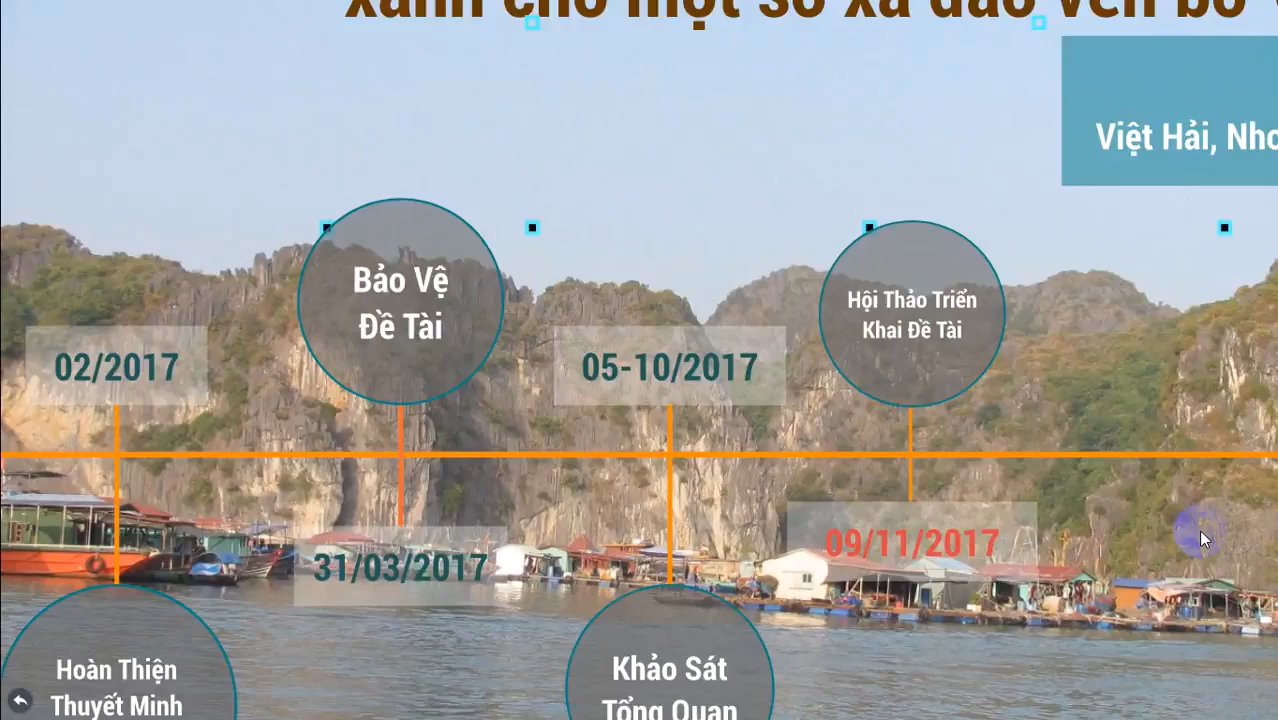 Việt Hải,
Bảo Vệ
Đề Tài
Hội Thảo Triển
Khai Đề Tài
02/2017
05-10/2017
31/03/2017
09/11/2017
Hoàn Thiện
Thuyết Minh
Khảo Sát
Tổng Quan